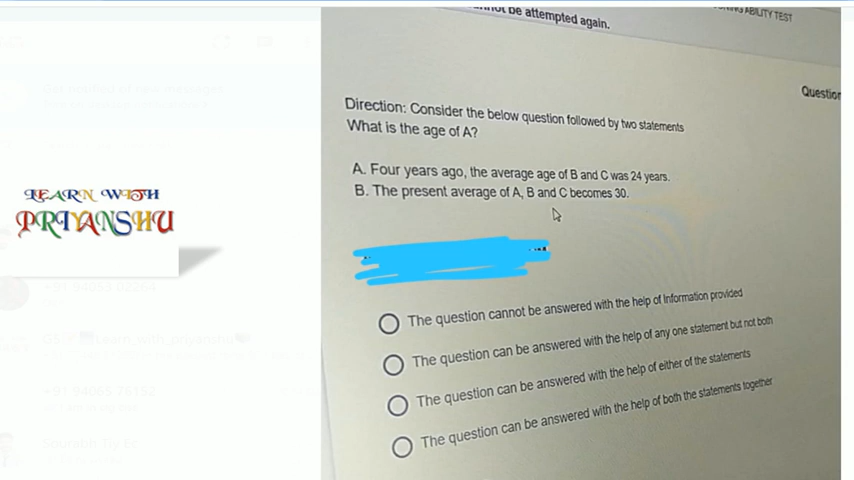 be attempted again.
ABILITY TEST
Question
Direction: Consider the below question followed by two statements
What is the age of A?
A. Four years ago, the average age of B and C was 24 years.
B. The present average of A, B and C becomes 30.
LEARN WITH
PRIYANSHU
The question cannot be answered with the help of Information provided
The question can be answered with the help of any one statement but not both
The question can be answered with the help of either of the statements
The question can be answered with the help of both the statements together